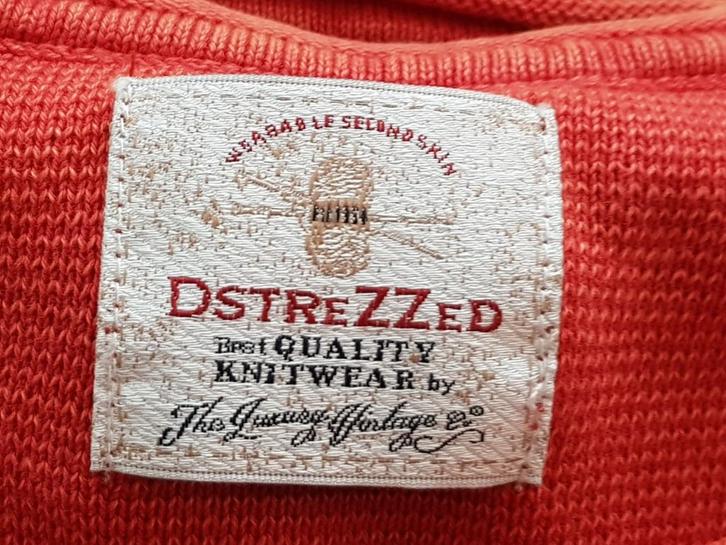 WEARABLE SECOND SKIN
DSTREZZED
Best QUALITY
KNITWEAR by
The Luxury Vintage Co